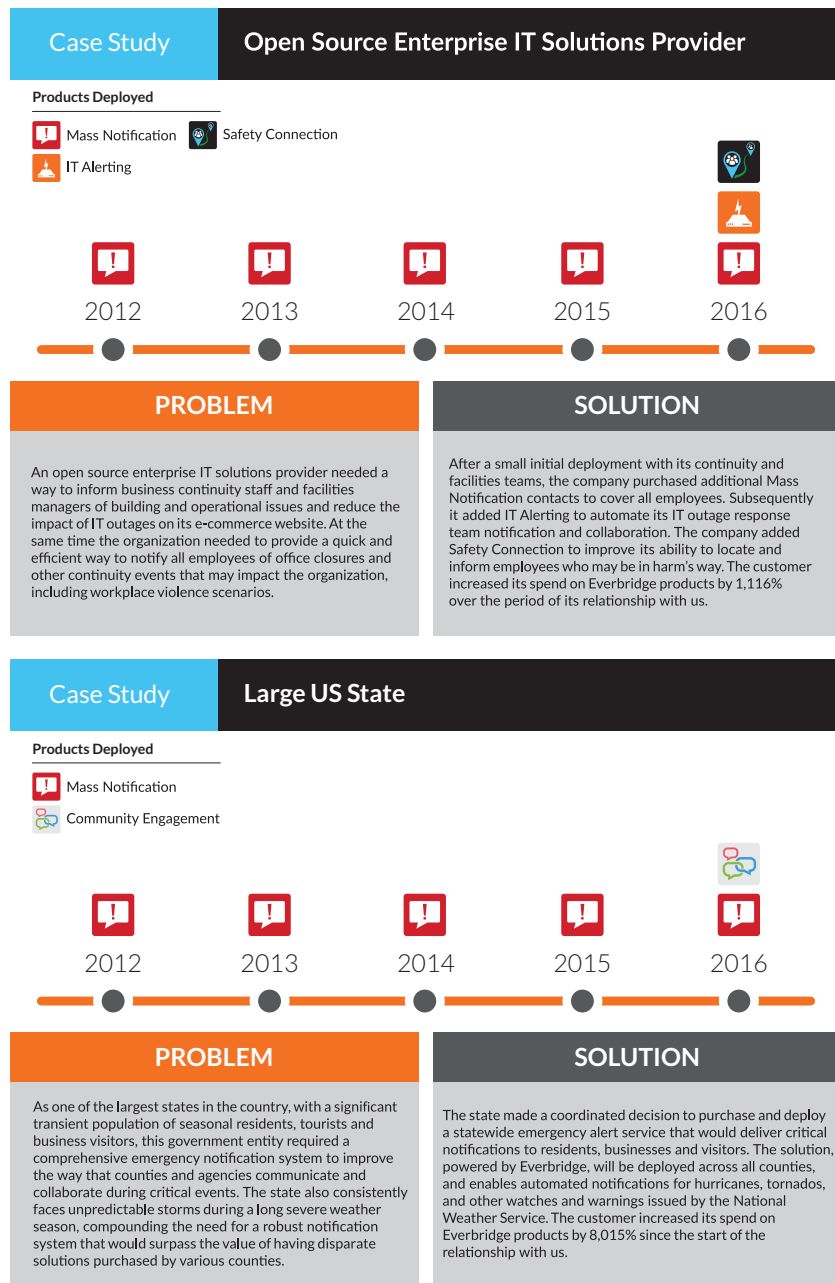 Case Study
Open Source Enterprise IT Solutions Provider
Products Deployed
Mass Notification
Safety Connection
IT Alerting
2012
2013
2014
2015
2016
PROBLEM
An open source enterprise IT solutions provider needed a
way to inform business continuity staff and facilities
managers of building and operational issues and reduce the
impact of IT outages on its e-commerce website. At the
same time the organization needed to provide a quick and
efficient way to notify all employees of office closures and
other continuity events that may impact the organization,
including workplace violence scenarios.
SOLUTION
After a small initial deployment with its continuity and
facilities teams, the company purchased additional Mass
Notification contacts to cover all employees. Subsequently
it added IT Alerting to automate its IT outage response
team notification and collaboration. The company added
Safety Connection to improve its ability to locate and
inform employees who may be in harm's way. The customer
increased its spend on Everbridge products by 1,116%
over the period of its relationship with us.
Case Study
Large US State
Products Deployed
Mass Notification
Community Engagement
2012
2013
2014
2015
2016
PROBLEM
As one of the largest states in the country, with a significant
transient population of seasonal residents, tourists and
business visitors, this government entity required a
comprehensive emergency notification system to improve
the way that counties and agencies communicate and
collaborate during critical events. The state also consistently
faces unpredictable storms during a long severe weather
season, compounding the need for a robust notification
system that would surpass the value of having disparate
solutions purchased by various counties.
SOLUTION
The state made a coordinated decision to purchase and deploy
a statewide emergency alert service that would deliver critical
notifications to residents, businesses and visitors. The solution,
powered by Everbridge, will be deployed across all counties,
and enables automated notifications for hurricanes, tornados,
and other watches and warnings issued by the National
Weather Service. The customer increased its spend on
Everbridge products by 8,015% since the start of the
relationship with us.